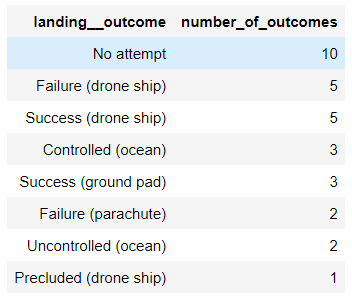 landing__outcome number_of_outcomes
No attempt 10
Failure (drone ship) 5
Success (drone ship) 5
Controlled (ocean) 3
Success (ground pad) 3
Failure (parachute) 2
Uncontrolled (ocean) 2
Precluded (drone ship) 1